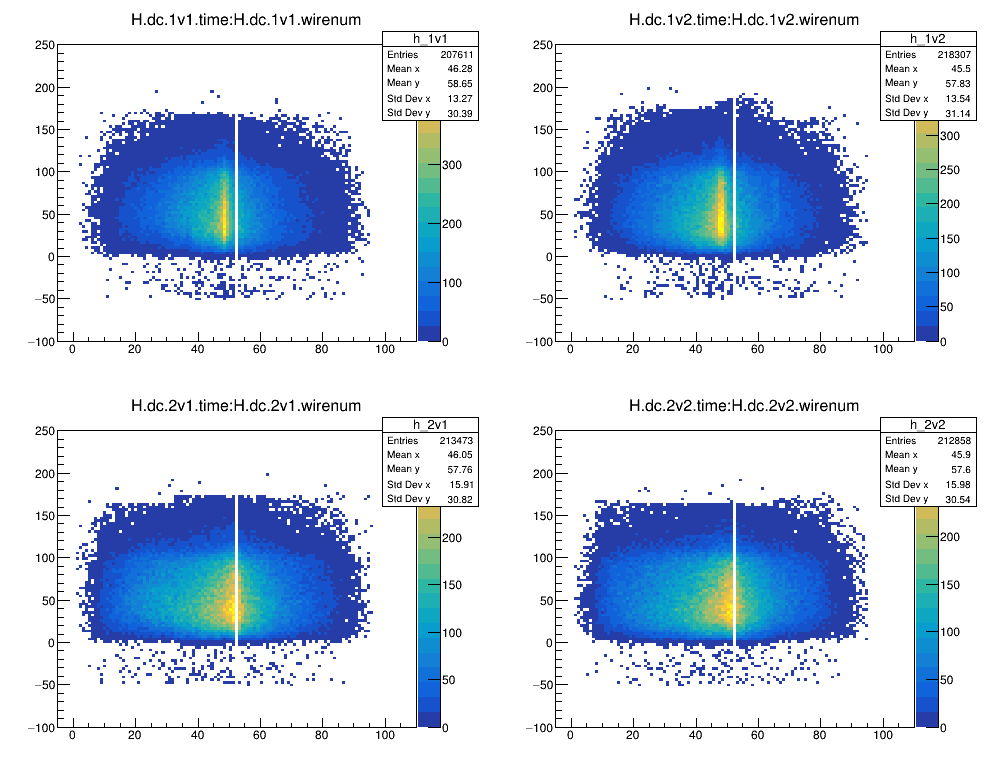 H.dc.1v1.time:H.dc.1v1.wirenum
h_1v1
Entries 207611
Mean x 46.28
Mean y 58.65
Std Dev x 13.27
Std Dev y 30.39
250
200
150
100
50
0
−50
−100
0 20 40 60 80 100
300
200
100
0
H.dc.1v2.time:H.dc.1v2.wirenum
h_1v2
Entries 218307
Mean x 45.5
Mean y 57.83
Std Dev x 13.54
Std Dev y 31.14
250
200
150
100
50
0
−50
−100
0 20 40 60 80 100
300
250
200
150
100
50
0
H.dc.2v1.time:H.dc.2v1.wirenum
h_2v1
Entries 213473
Mean x 46.05
Mean y 57.76
Std Dev x 15.91
Std Dev y 30.82
250
200
150
100
50
0
−50
−100
0 20 40 60 80 100
200
150
100
50
0
H.dc.2v2.time:H.dc.2v2.wirenum
h_2v2
Entries 212858
Mean x 45.9
Mean y 57.6
Std Dev x 15.98
Std Dev y 30.54
250
200
150
100
50
0
−50
−100
0 20 40 60 80 100
200
150
100
50
0